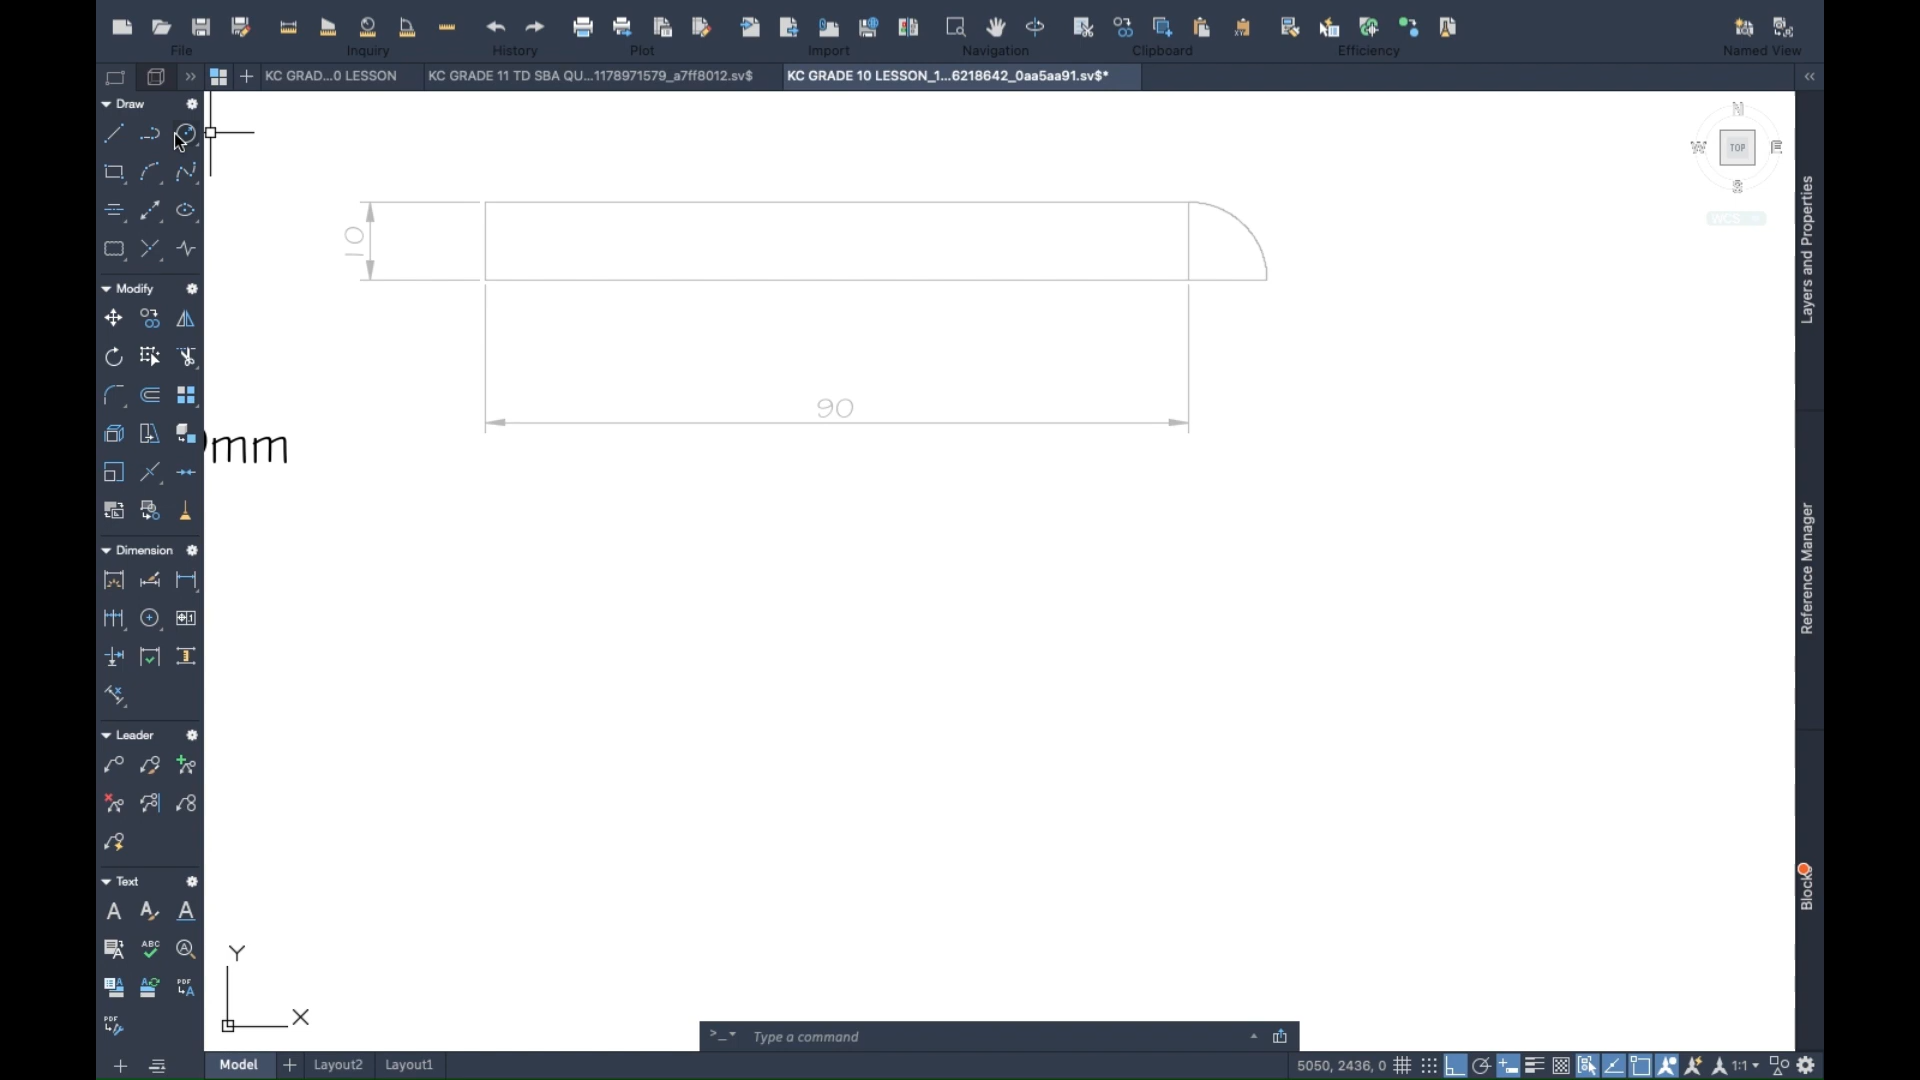 File
Inquiry
History
Plot
Import
Navigation
Clipboard
Efficiency
Named View
KC GRAD...0 LESSON
KC GRADE 11 TD SBA QU...1178971579_a7ff8012.sv$
KC GRADE 10 LESSON_1...6218642_0aa5aa91.sv$*
Draw
N
W
TOP
E
S
WCS
Layers and Properties
10
Modify
90
mm
Dimension
Reference Manager
Leader
Blocks
Text
Y
X
Type a command
Model
Layout2
Layout1
5050, 2436, 0
1:1